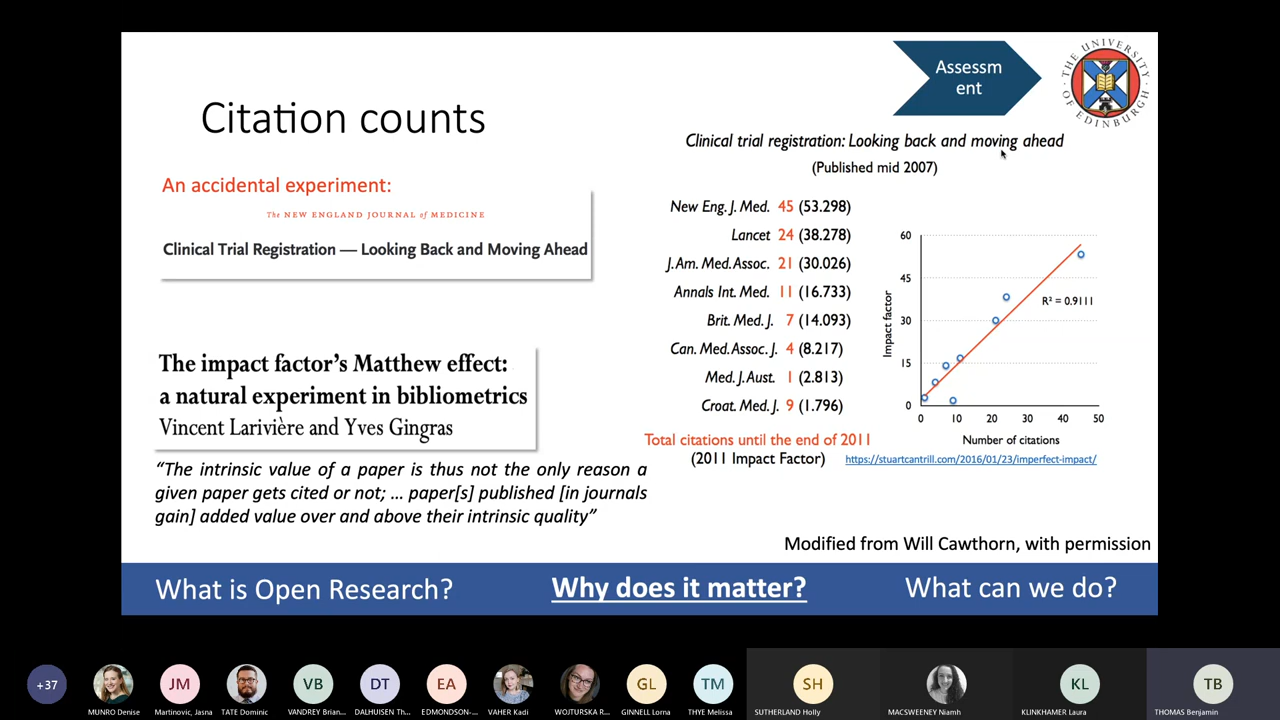 Assessm
ent
THE UNIVERSITY OF EDINBURGH
Citation counts
An accidental experiment:
The NEW ENGLAND JOURNAL of MEDICINE
Clinical Trial Registration — Looking Back and Moving Ahead
The impact factor's Matthew effect:
a natural experiment in bibliometrics
Vincent Larivière and Yves Gingras
“The intrinsic value of a paper is thus not the only reason a
given paper gets cited or not; … paper[s] published [in journals
gain] added value over and above their intrinsic quality”
Clinical trial registration: Looking back and moving ahead
(Published mid 2007)
New Eng. J. Med. 45 (53.298)
Lancet 24 (38.278)
J. Am. Med. Assoc. 21 (30.026)
Annals Int. Med. 11 (16.733)
Brit. Med. J. 7 (14.093)
Can. Med. Assoc. J. 4 (8.217)
Med. J. Aust. 1 (2.813)
Croat. Med. J. 9 (1.796)
Total citations until the end of 2011
(2011 Impact Factor)
60
45
30
15
0
Impact factor
R² = 0.9111
0 10 20 30 40 50
Number of citations
https://stuartcantrill.com/2016/01/23/imperfect-impact/
Modified from Will Cawthorn, with permission
What is Open Research? Why does it matter? What can we do?
+37 JM VB DT EA GL TM SH KL TB
MUNRO Denise Martinovic, Jasna TATE Dominic VANDREY Brian... DALHUISEN Th... EDMONDSON-... VAHER Kadi WOJTURSKA R... GINNELL Lorna THYE Melissa SUTHERLAND Holly MACSWEENEY Niamh KLINKHAMER Laura THOMAS Benjamin